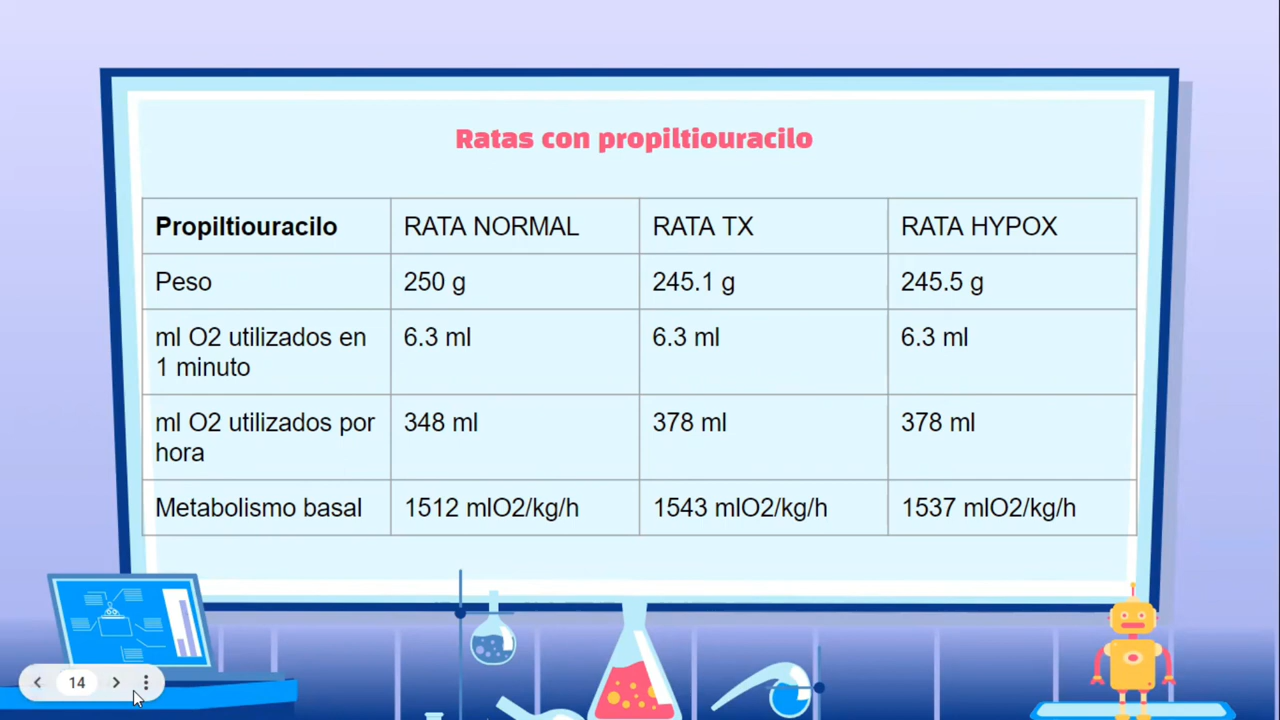 Ratas con propiltiouracilo
Propiltiouracilo RATA NORMAL RATA TX RATA HYPOX
Peso 250 g 245.1 g 245.5 g
ml O2 utilizados en 6.3 ml 6.3 ml 6.3 ml
1 minuto
ml O2 utilizados por 348 ml 378 ml 378 ml
hora
Metabolismo basal 1512 mlO2/kg/h 1543 mlO2/kg/h 1537 mlO2/kg/h
14